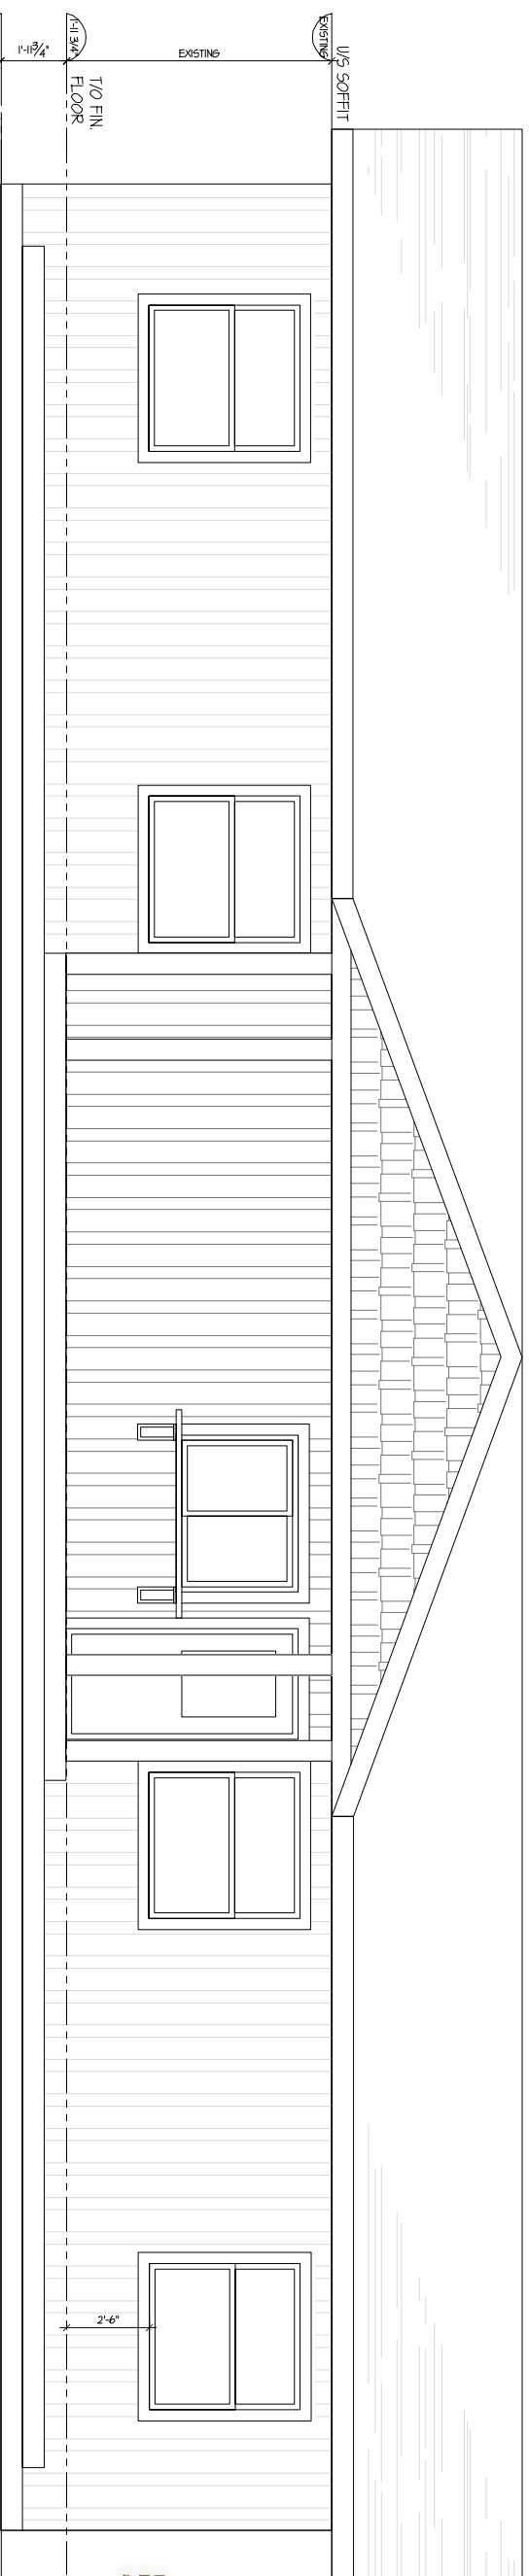 EXISTING
U/S SOFFIT
EXISTING
1'-11 3/4"
T/O FIN.
FLOOR
1'-11 3/4"
2'-6"